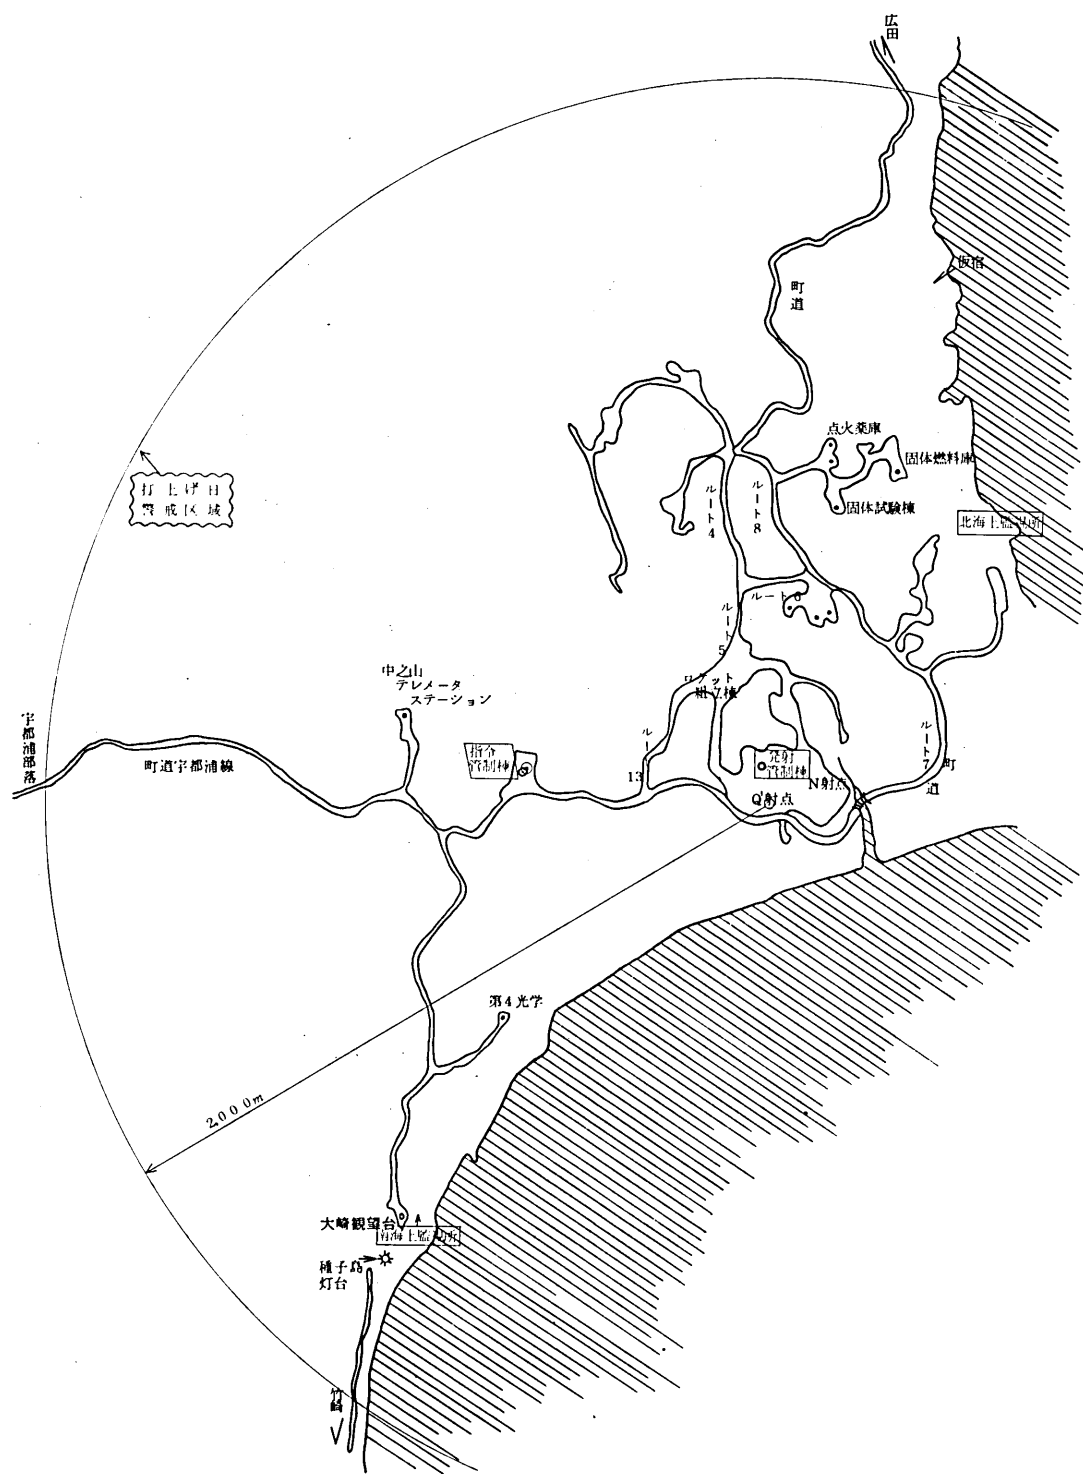 広田
町道
仮宿
点火薬庫
固体燃料庫
固体試験棟
打上げ日
警戒区域
ルート4
ルート8
北海上監視所
ルート6
ルート5
中之山
テレメータ
ステーション
ロケット
組立棟
宇都浦部落
町道宇都浦線
指令
管制棟
ルート13
発射
管制棟
N射点
Q射点
ルート7
町道
第4光学
2,000m
大崎観望台
南海上監視所
種子島
灯台
竹崎